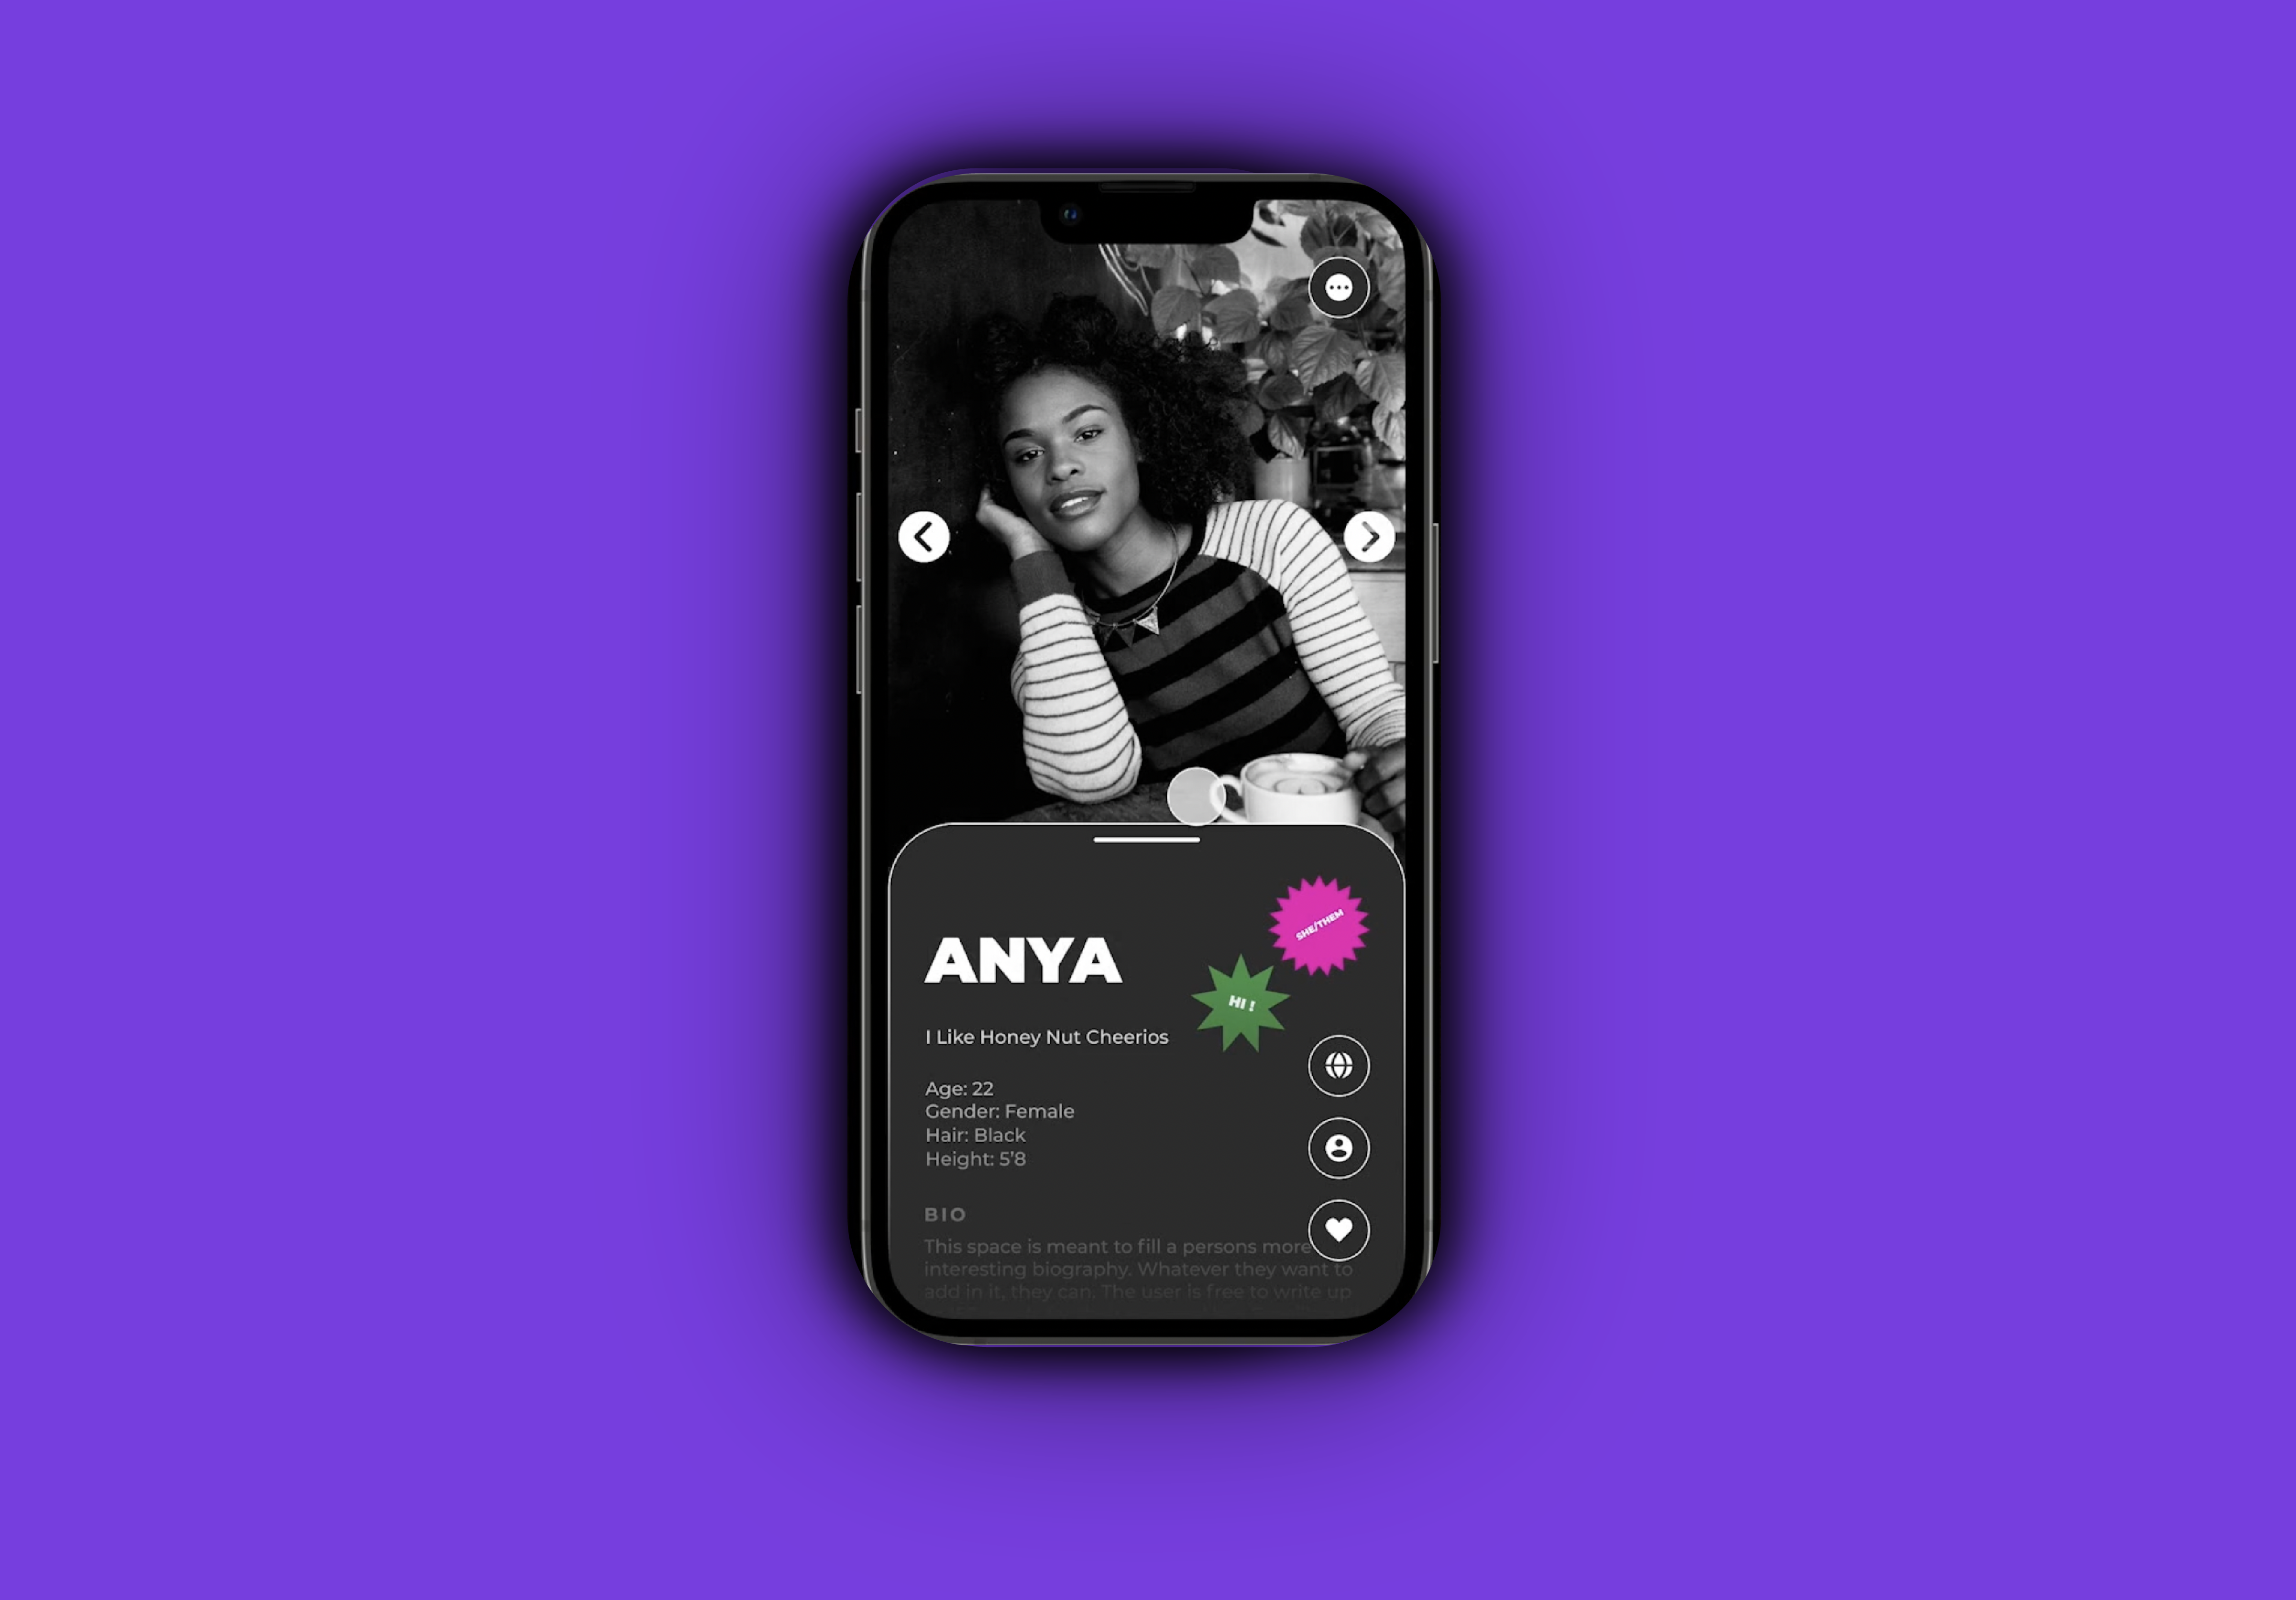 SHE/THEM
ANYA
HI !
I Like Honey Nut Cheerios
Age: 22
Gender: Female
Hair: Black
Height: 5'8
BIO
This space is meant to fill a persons more
interesting biography. Whatever they want to
add in it, they can. The user is free to write up